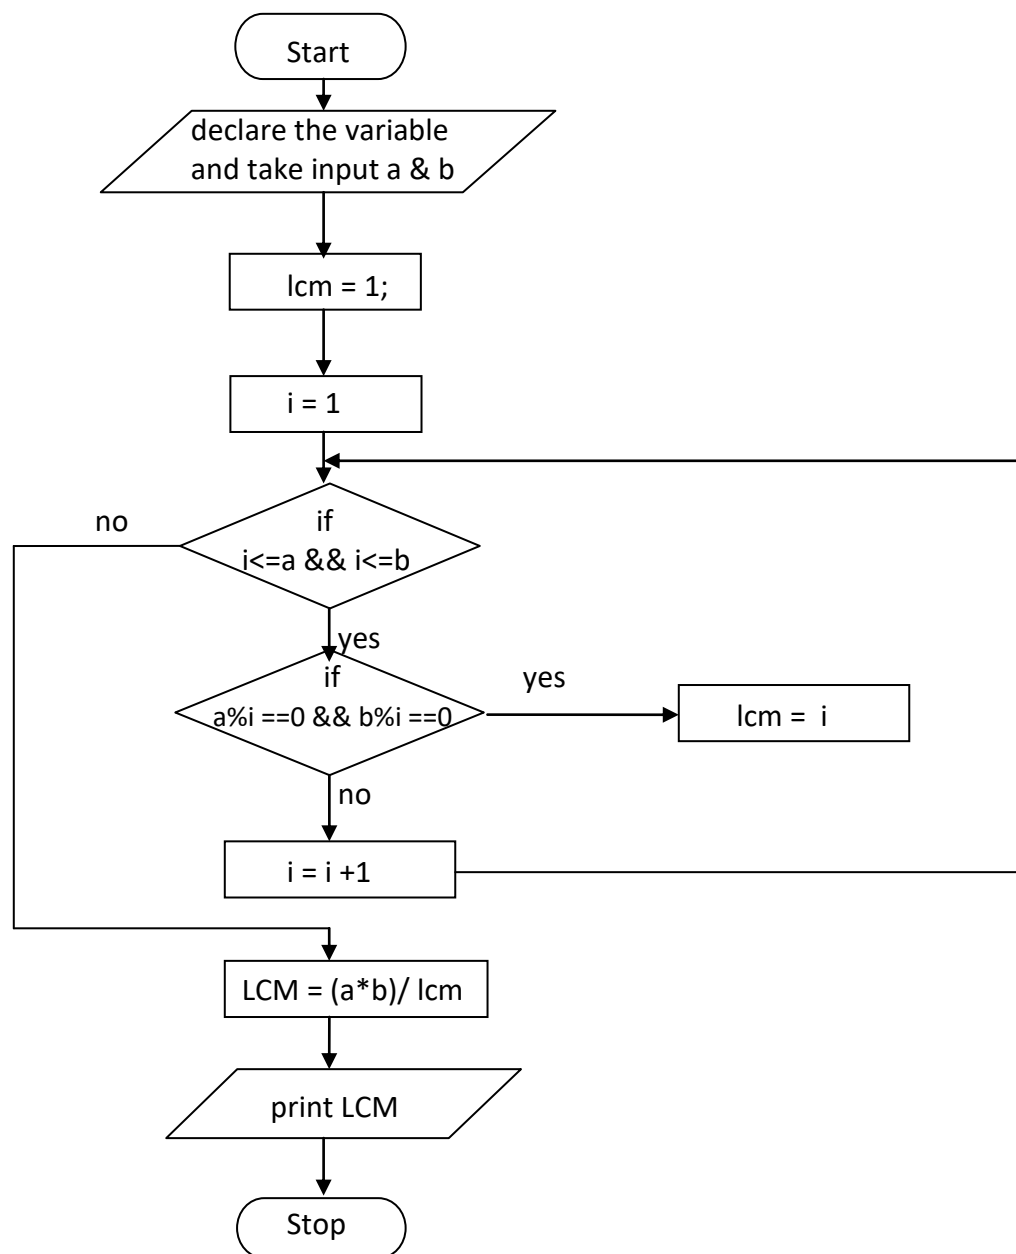 Start
declare the variable
and take input a & b
lcm = 1;
i = 1
no
if
i<=a && i<=b
yes
if
a%i ==0 && b%i ==0
yes
lcm =  i
no
i = i +1
LCM = (a*b)/ lcm
print LCM
Stop